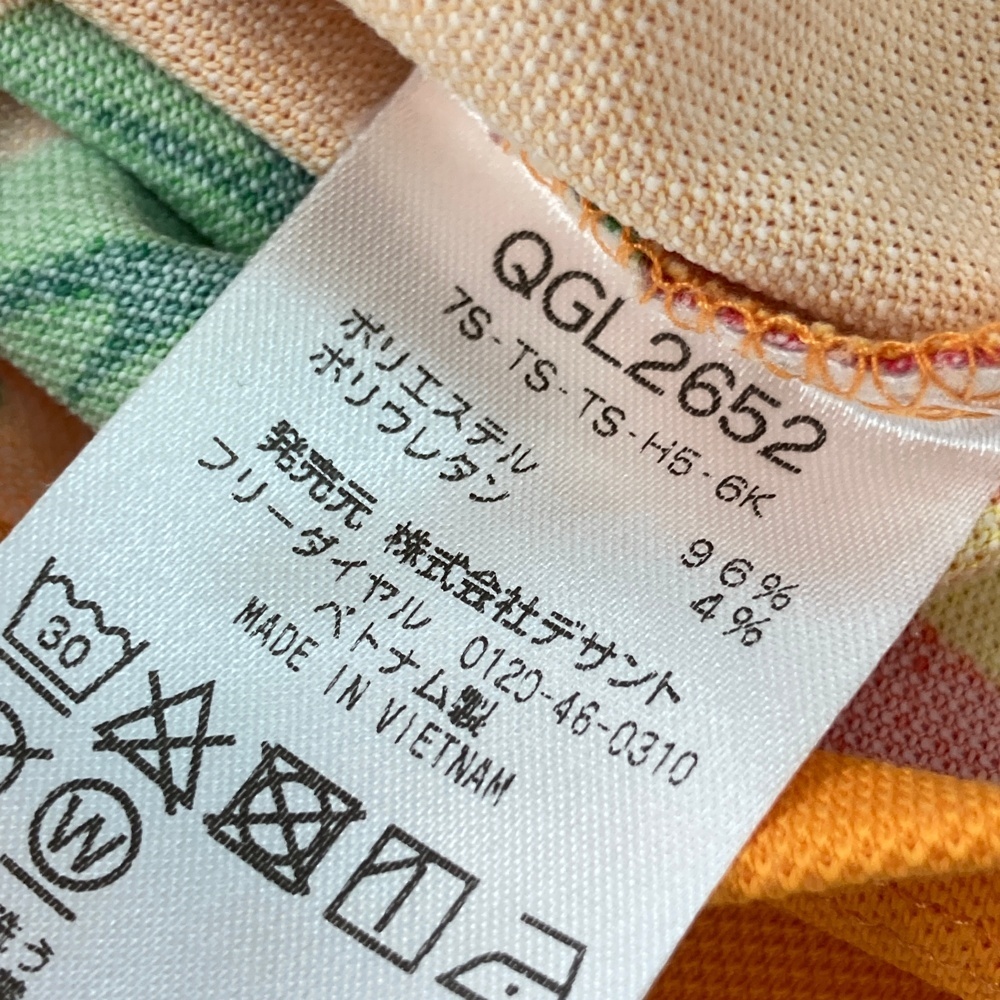 QGL2652
7S-TS-TS-H5-6K
ポリエステル 96%
ポリウレタン 4%
発売元 株式会社デサント
フリーダイヤル 0120-46-0310
ベトナム製
MADE IN VIETNAM
30
W
洗う